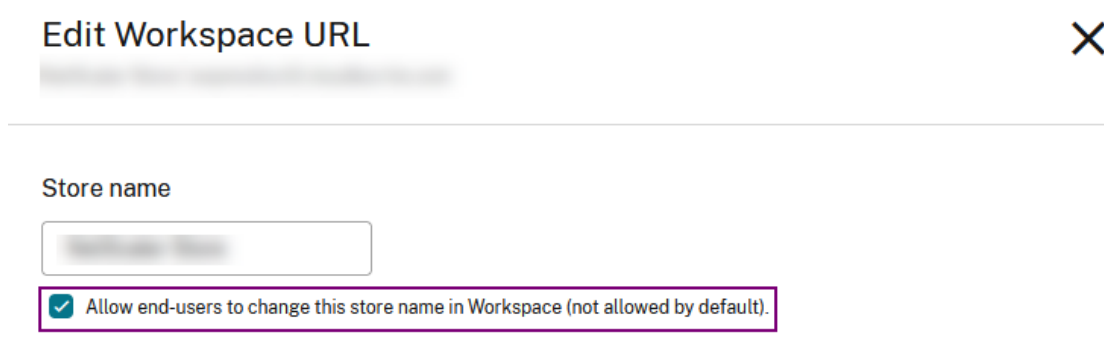 Edit Workspace URL
Store name
Allow end-users to change this store name in Workspace (not allowed by default).